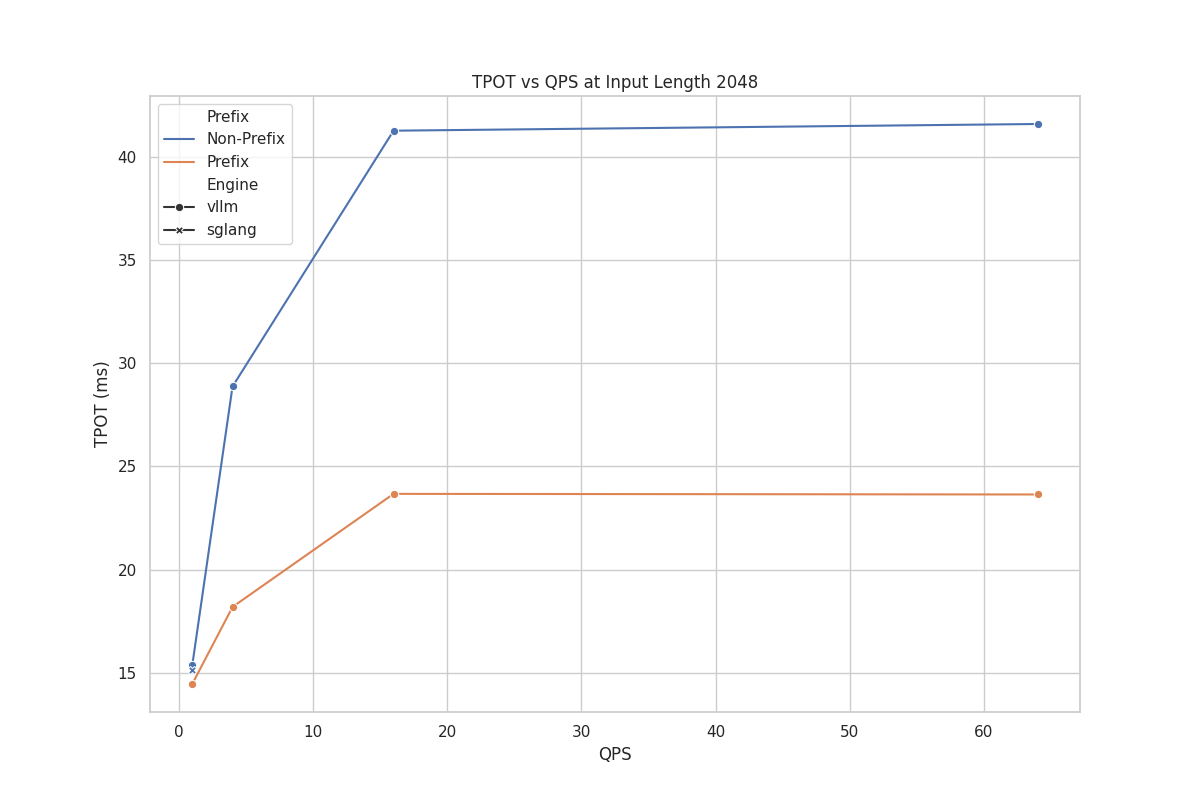 TPOT vs QPS at Input Length 2048
Prefix
Non-Prefix
Prefix
Engine
vllm
sglang
TPOT (ms)
40
35
30
25
20
15
0 10 20 30 40 50 60
QPS